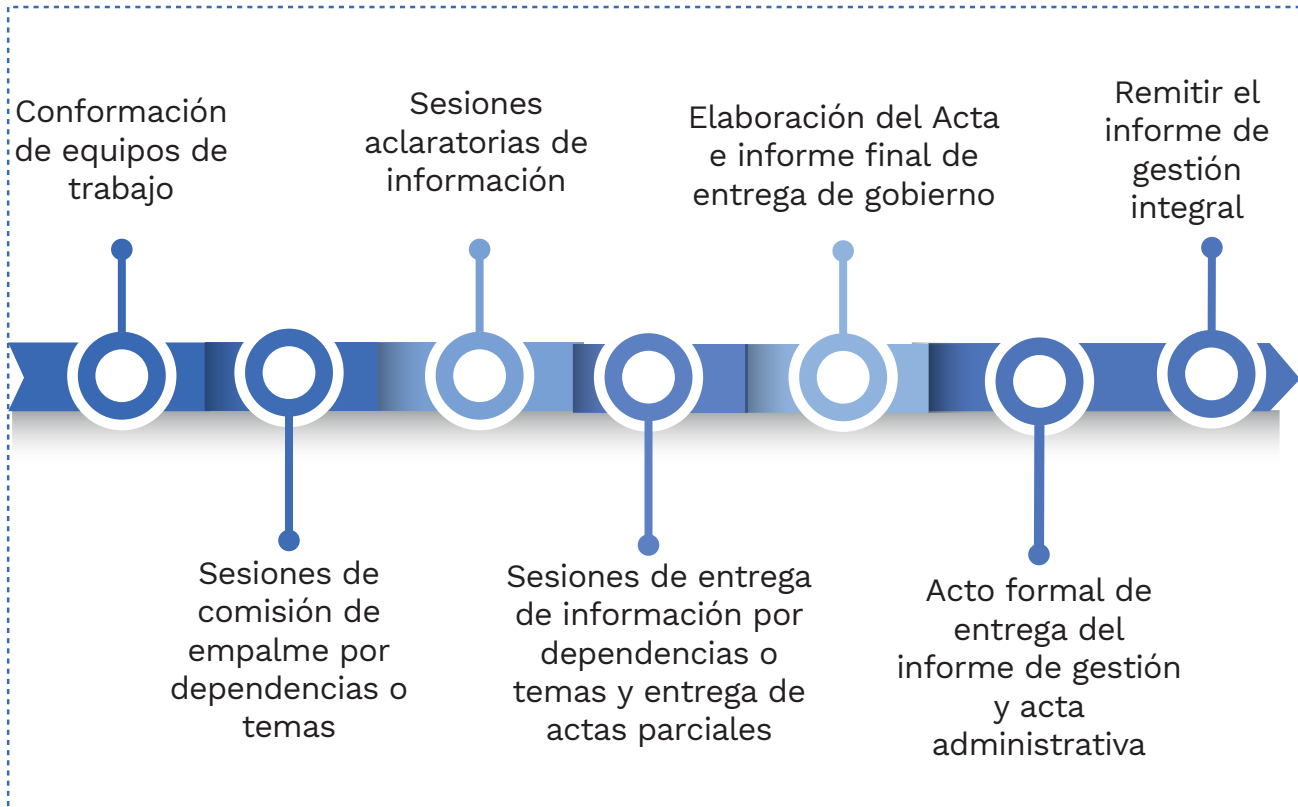 Conformación
de equipos de
trabajo
Sesiones de
comisión de
empalme por
dependencias o
temas
Sesiones
aclaratorias de
información
Sesiones de entrega
de información por
dependencias o
temas y entrega de
actas parciales
Elaboración del Acta
e informe final de
entrega de gobierno
Acto formal de
entrega del
informe de gestión
y acta
administrativa
Remitir el
informe de
gestión
integral